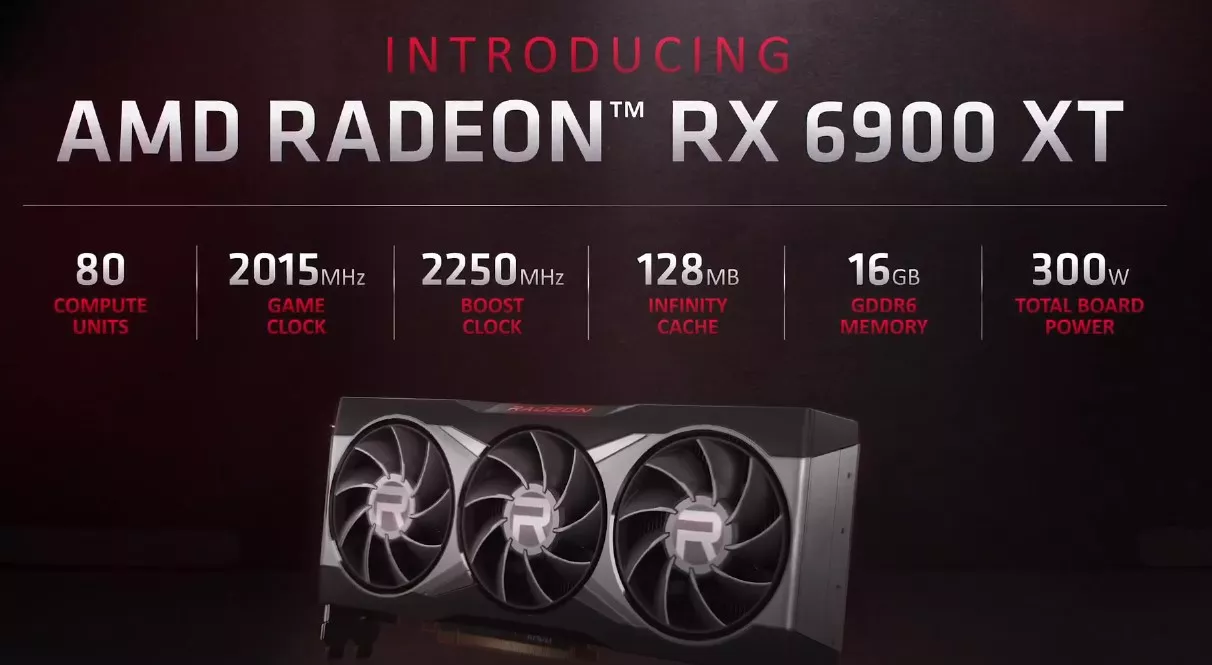 INTRODUCING
AMD RADEON™ RX 6900 XT
80
COMPUTE
UNITS
2015MHz
GAME
CLOCK
2250MHz
BOOST
CLOCK
128MB
INFINITY
CACHE
16GB
GDDR6
MEMORY
300W
TOTAL BOARD
POWER
RADEON
R
R
R